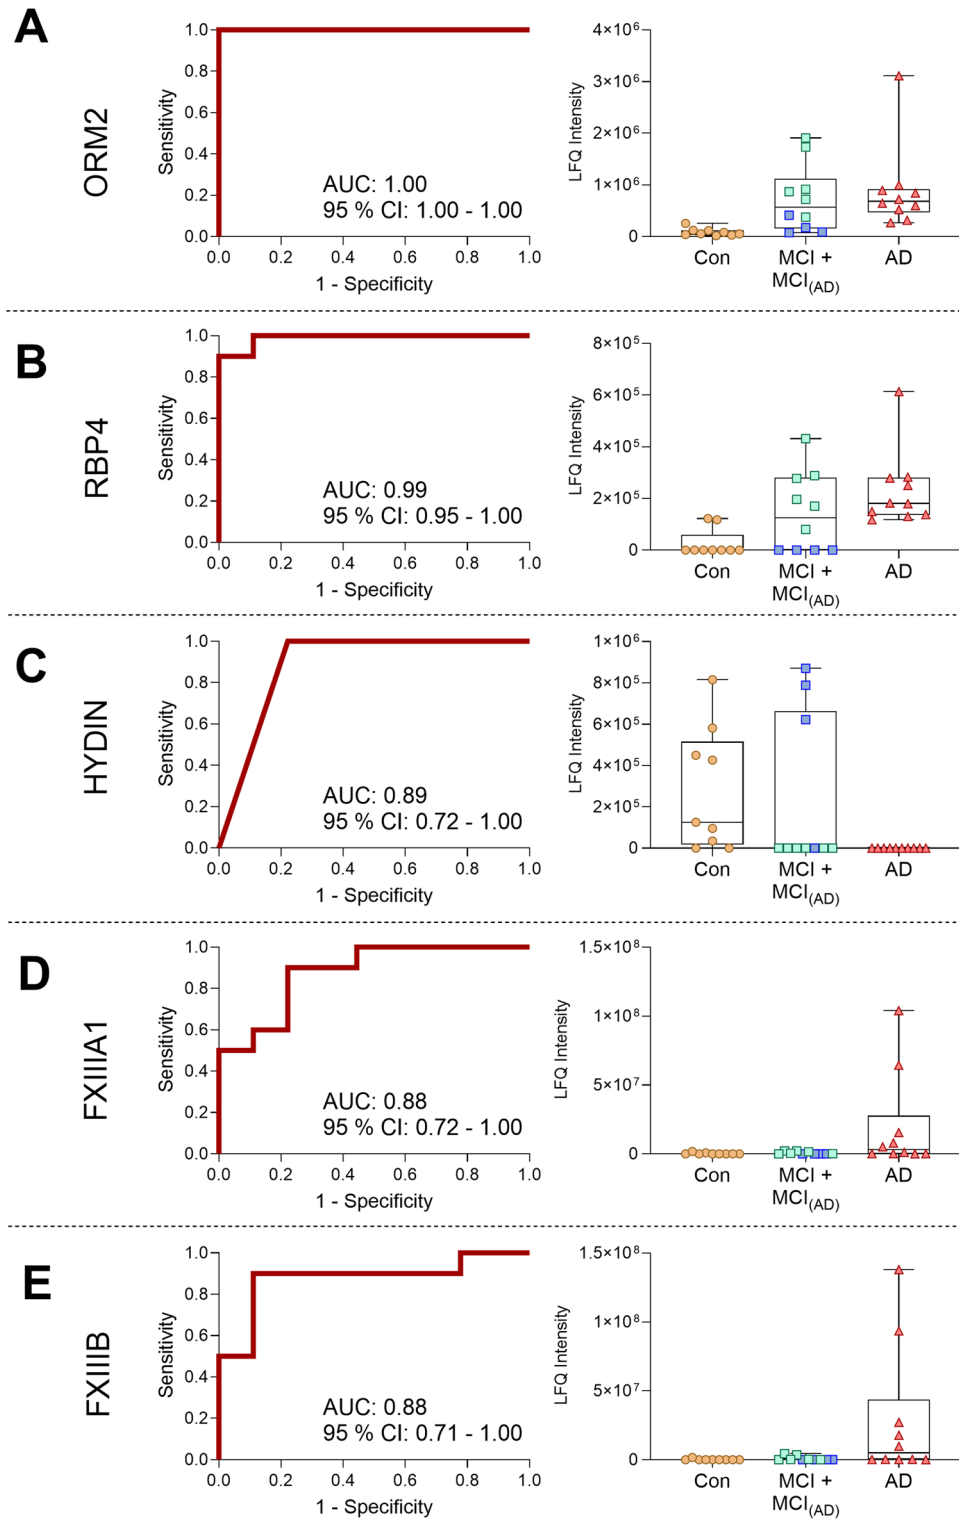 A
ORM2
Sensitivity
1.0
0.8
0.6
0.4
0.2
0.0
0.0 0.2 0.4 0.6 0.8 1.0
1 - Specificity
AUC: 1.00
95 % CI: 1.00 - 1.00
LFQ Intensity
4×10⁶
3×10⁶
2×10⁶
1×10⁶
0
Con MCI + AD
MCI(AD)
B
RBP4
Sensitivity
1.0
0.8
0.6
0.4
0.2
0.0
0.0 0.2 0.4 0.6 0.8 1.0
1 - Specificity
AUC: 0.99
95 % CI: 0.95 - 1.00
LFQ Intensity
8×10⁵
6×10⁵
4×10⁵
2×10⁵
0
Con MCI + AD
MCI(AD)
C
HYDIN
Sensitivity
1.0
0.8
0.6
0.4
0.2
0.0
0.0 0.2 0.4 0.6 0.8 1.0
1 - Specificity
AUC: 0.89
95 % CI: 0.72 - 1.00
LFQ Intensity
1×10⁶
8×10⁵
6×10⁵
4×10⁵
2×10⁵
0
Con MCI + AD
MCI(AD)
D
FXIIIA1
Sensitivity
1.0
0.8
0.6
0.4
0.2
0.0
0.0 0.2 0.4 0.6 0.8 1.0
1 - Specificity
AUC: 0.88
95 % CI: 0.72 - 1.00
LFQ Intensity
1.5×10⁸
1×10⁸
5×10⁷
0
Con MCI + AD
MCI(AD)
E
FXIIIB
Sensitivity
1.0
0.8
0.6
0.4
0.2
0.0
0.0 0.2 0.4 0.6 0.8 1.0
1 - Specificity
AUC: 0.88
95 % CI: 0.71 - 1.00
LFQ Intensity
1.5×10⁸
1×10⁸
5×10⁷
0
Con MCI + AD
MCI(AD)